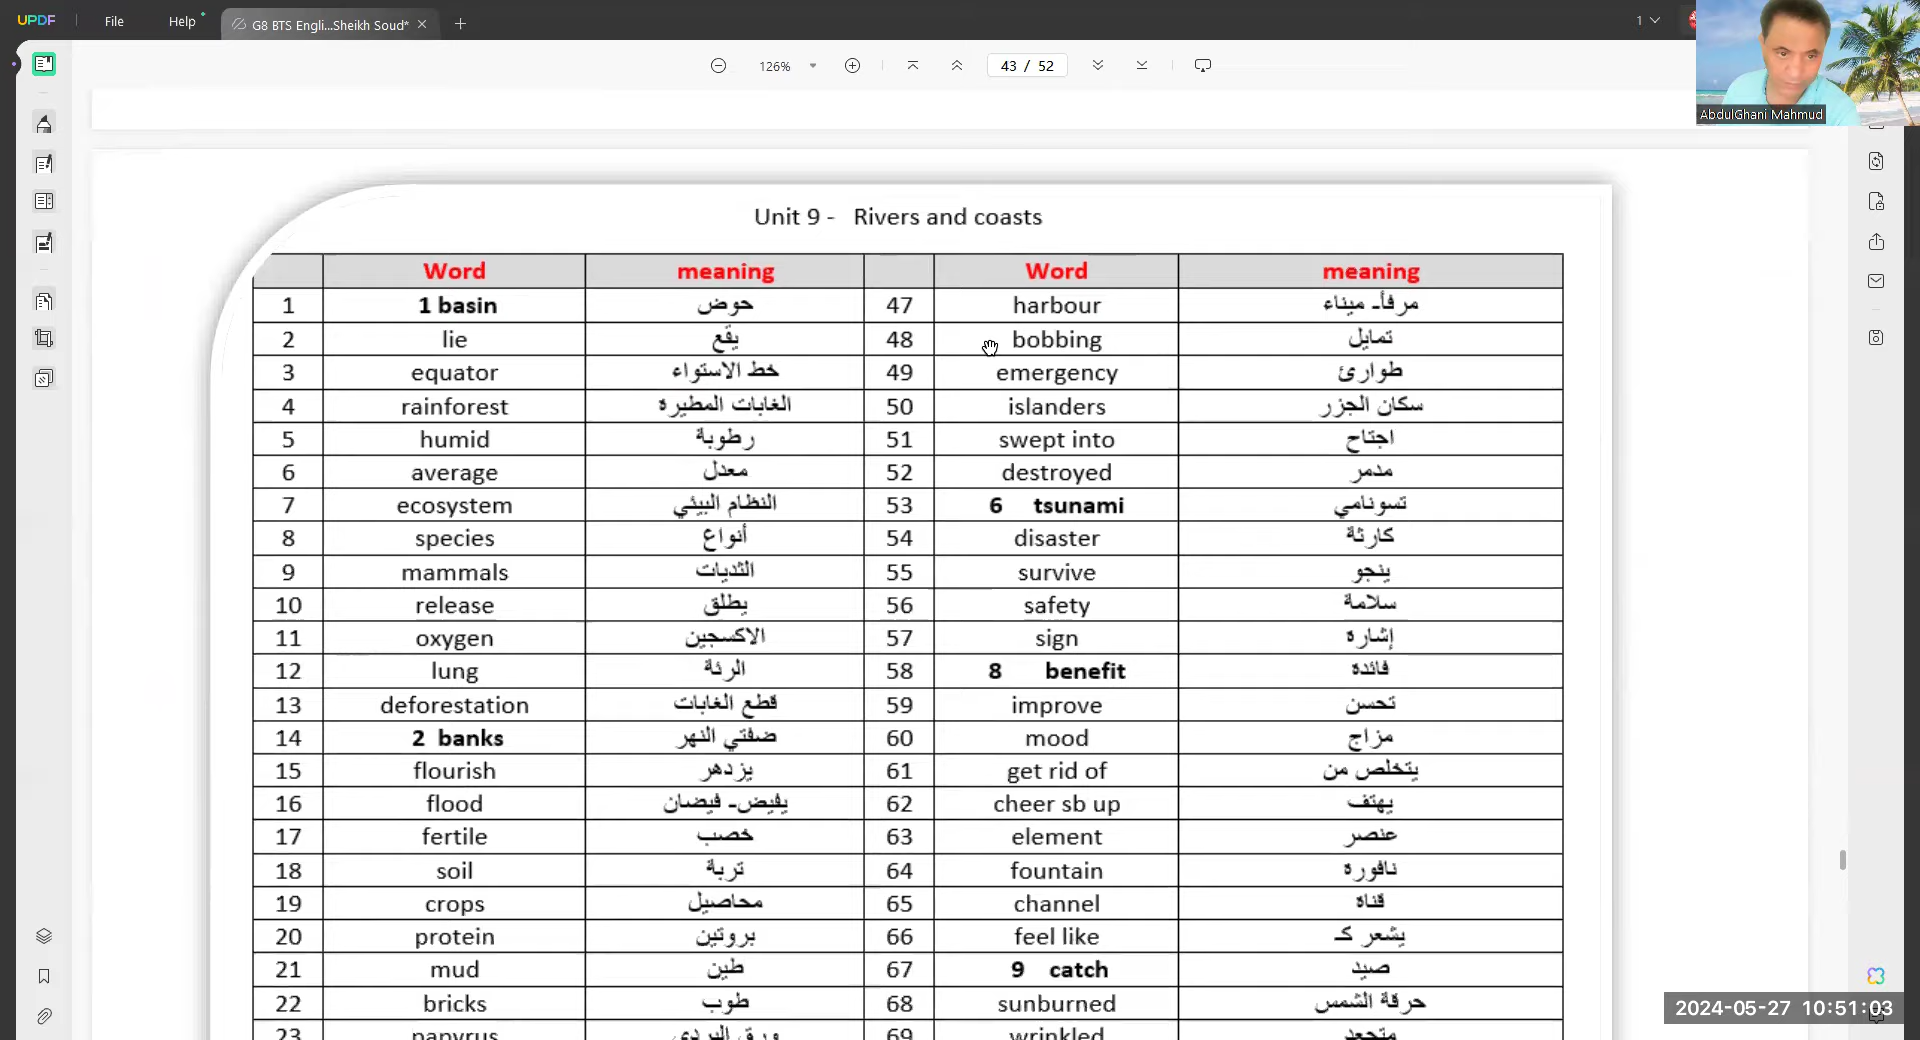 UPDF File Help G8 BTS Engli...Sheikh Soud*
126% 43 / 52 1
AbdulGhani Mahmud
Unit 9 - Rivers and coasts
Word meaning Word meaning
1 1 basin حوض 47 harbour مرفأ- ميناء
2 lie يقع 48 bobbing تمايل
3 equator خط الاستواء 49 emergency طوارئ
4 rainforest الغابات المطيرة 50 islanders سكان الجزر
5 humid رطوبة 51 swept into اجتاح
6 average معدل 52 destroyed مدمر
7 ecosystem النظام البيئي 53 6 tsunami تسونامي
8 species أنواع 54 disaster كارثة
9 mammals الثديات 55 survive ينجو
10 release يطلق 56 safety سلامة
11 oxygen الاكسجين 57 sign إشارة
12 lung الرئة 58 8 benefit فائدة
13 deforestation قطع الغابات 59 improve تحسن
14 2 banks ضفتي النهر 60 mood مزاج
15 flourish يزدهر 61 get rid of يتخلص من
16 flood يفيض- فيضان 62 cheer sb up يهتف
17 fertile خصب 63 element عنصر
18 soil تربة 64 fountain نافورة
19 crops محاصيل 65 channel قناة
20 protein بروتين 66 feel like يشعر كـ
21 mud طين 67 9 catch صيد
22 bricks طوب 68 sunburned حرقة الشمس
23 papyrus ورق البردي 69 wrinkled متجعد
2024-05-27 10:51:03